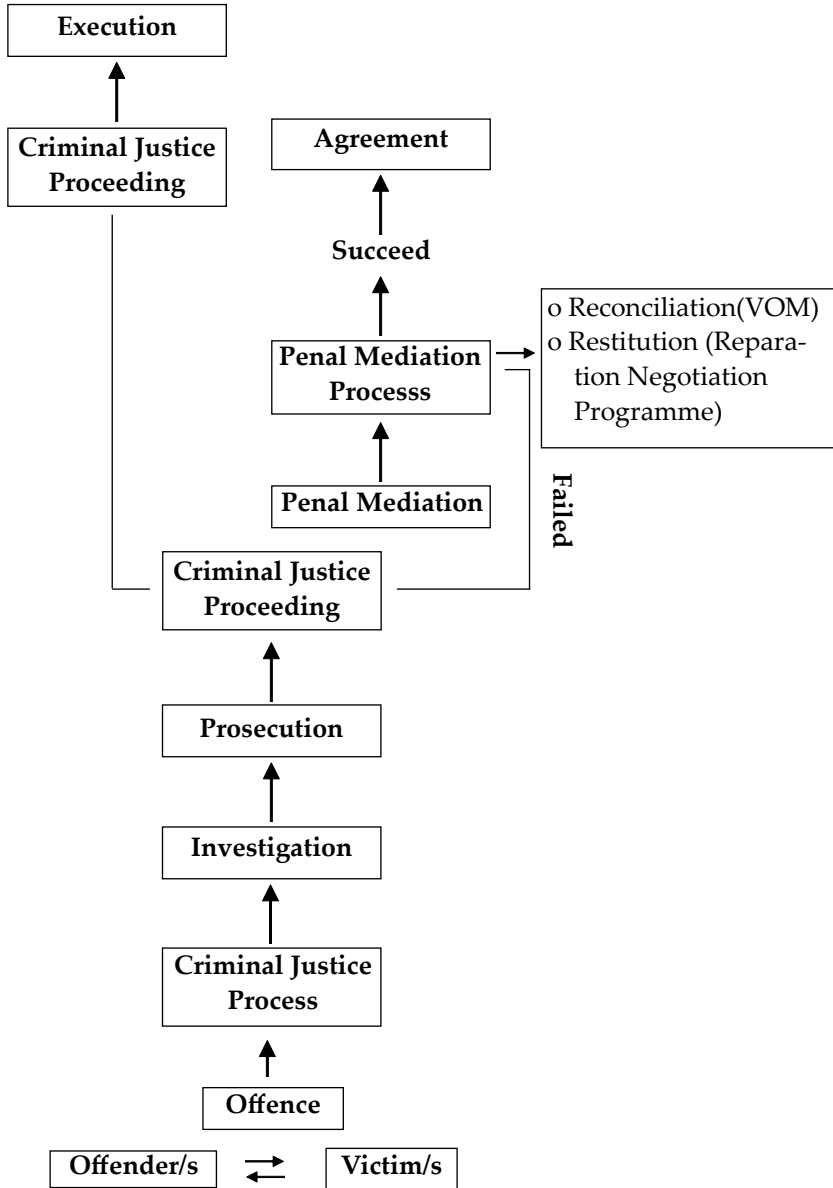 Execution
Criminal Justice
Proceeding
Agreement
Succeed
o Reconciliation(VOM)
o Restitution (Repara-
tion Negotiation
Programme)
Penal Mediation
Processs
Penal Mediation
Failed
Criminal Justice
Proceeding
Prosecution
Investigation
Criminal Justice
Process
Offence
Offender/s
Victim/s